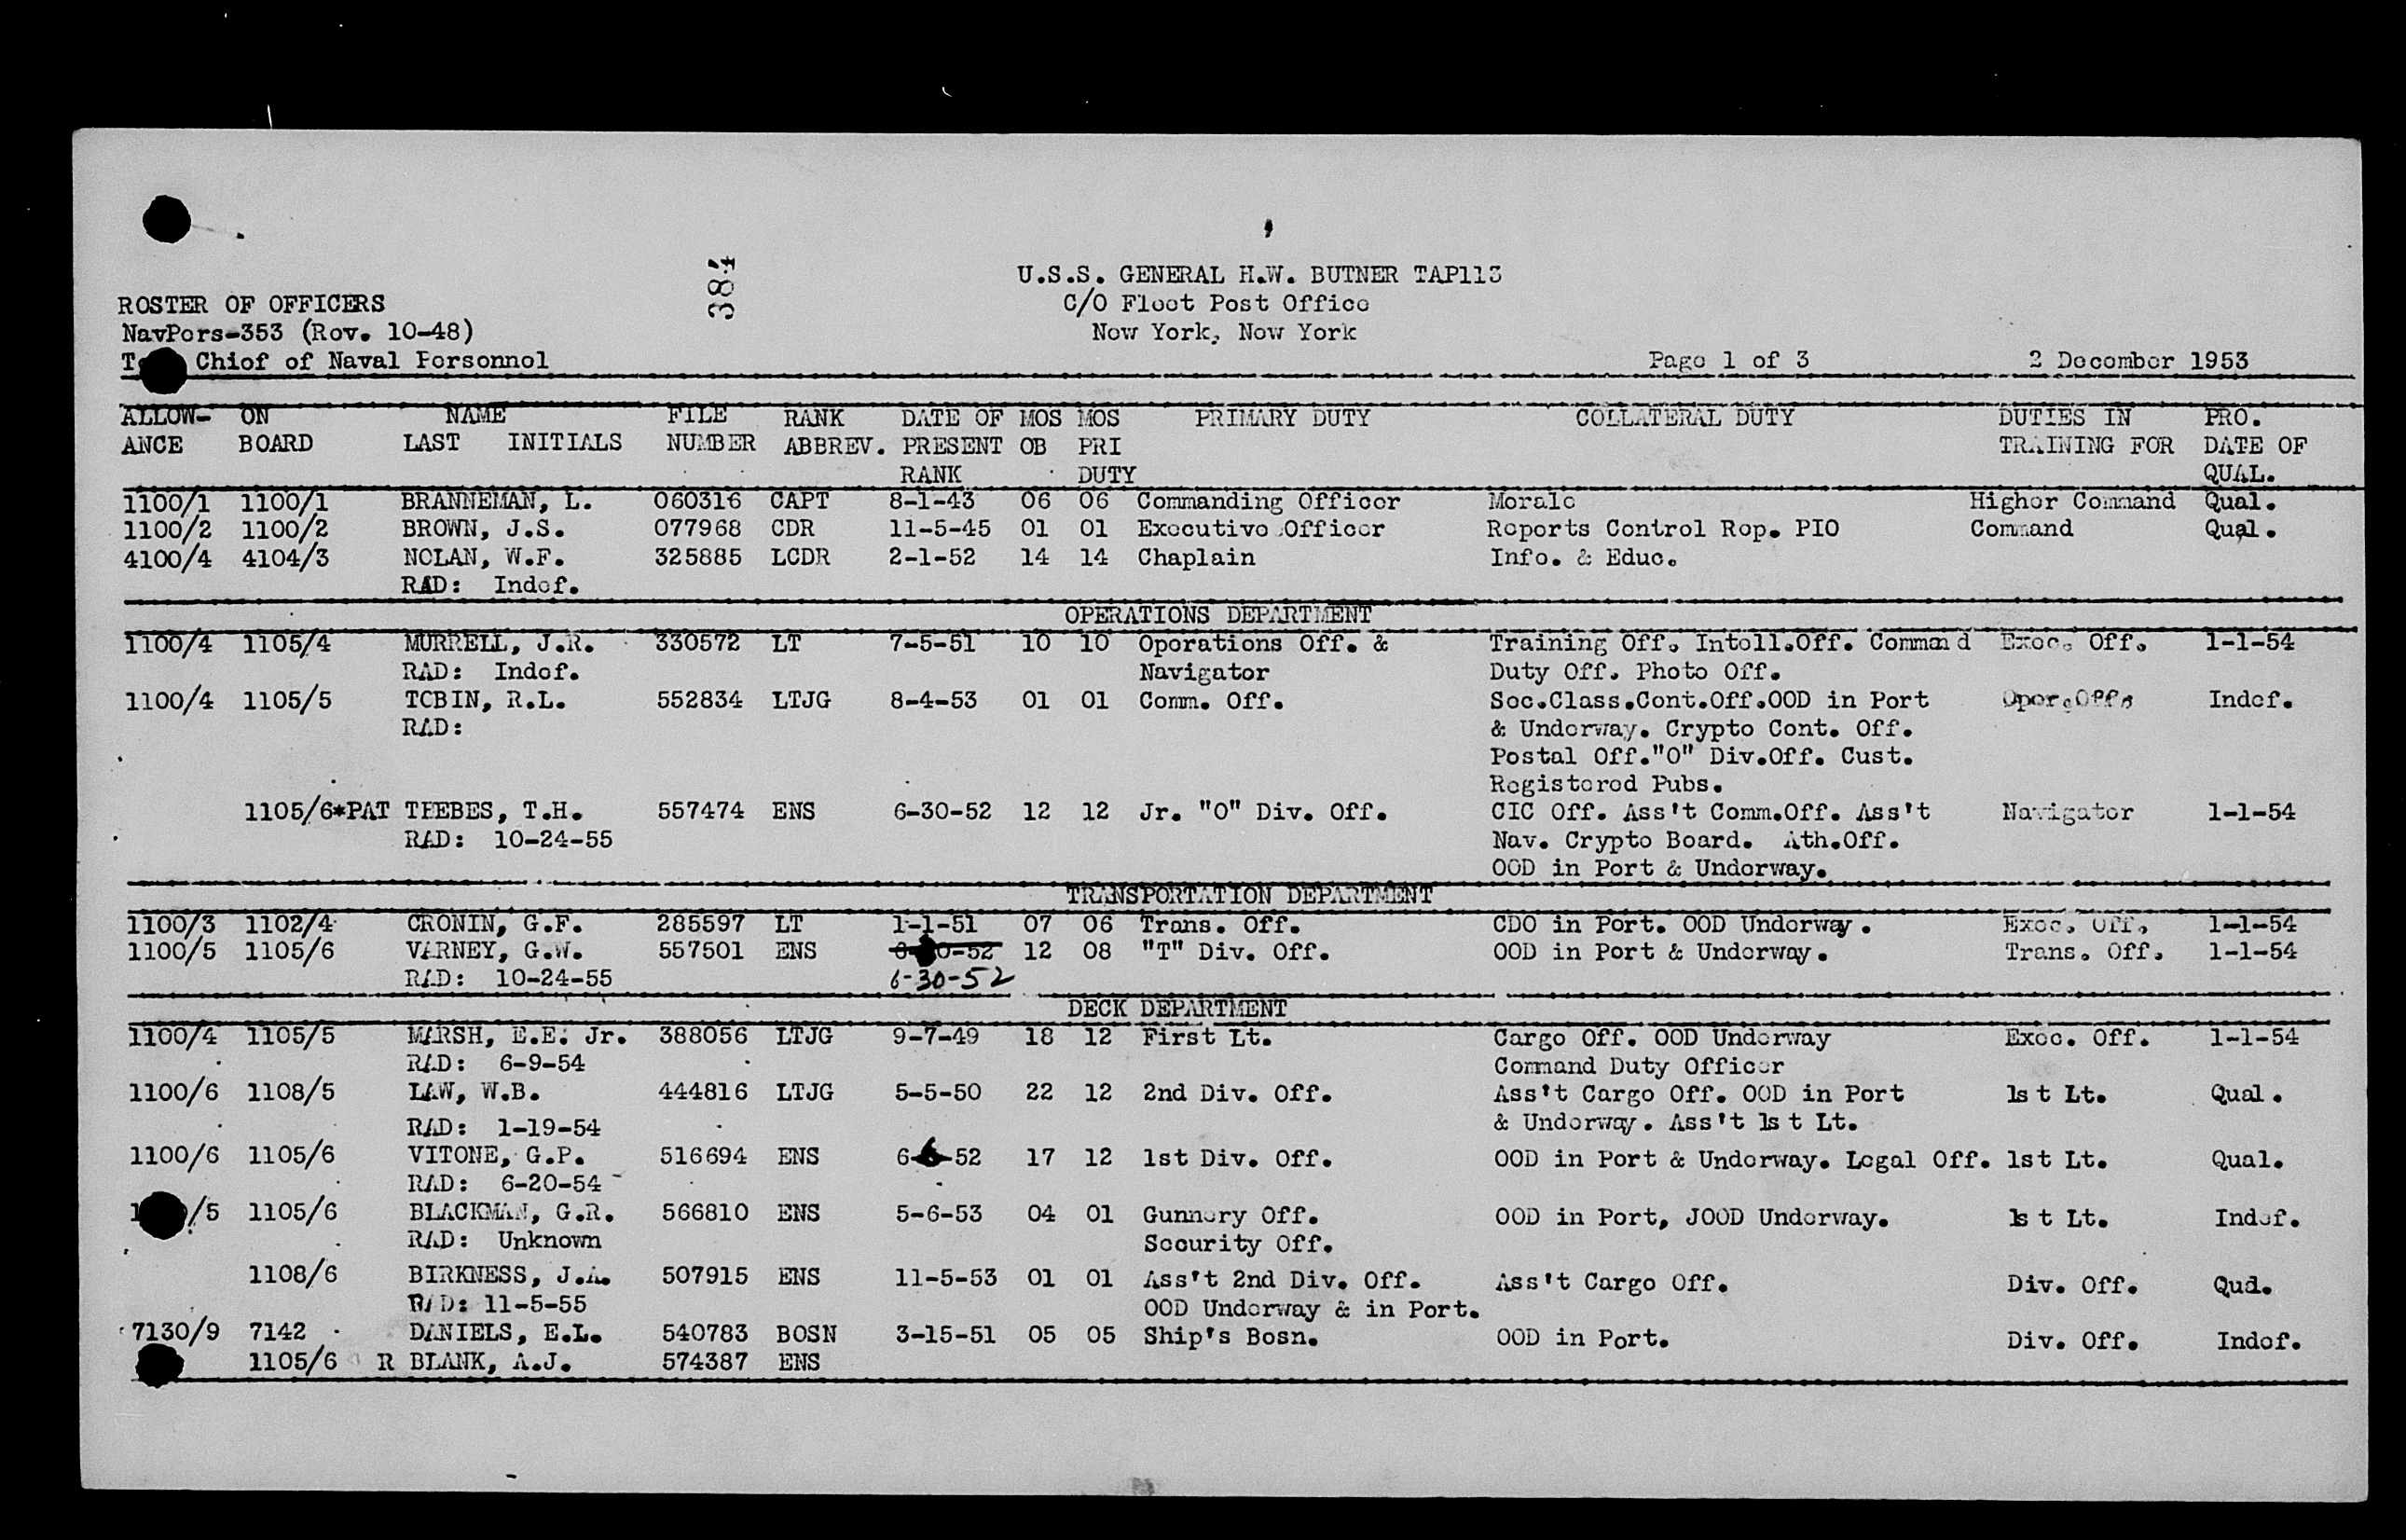 384
U.S.S. GENERAL H.W. BUTNER TAP113
ROSTER OF OFFICERS C/O Fleet Post Office
NavPers-353 (Rev. 10-48) New York, New York
Chief of Naval Personnel Page 1 of 3 2 December 1953
ALLOW- ON NAME FILE RANK DATE OF MOS MOS PRIMARY DUTY COLLATERAL DUTY DUTIES IN PRO.
ANCE BOARD LAST INITIALS NUMBER ABBREV. PRESENT OB PRI TRAINING FOR DATE OF
RANK DUTY QUAL.
1100/1 1100/1 BRANNEMAN, L. 060316 CAPT 8-1-43 06 06 Commanding Officer Morale Higher Command Qual.
1100/2 1100/2 BROWN, J.S. 077968 CDR 11-5-45 01 01 Executive Officer Reports Control Rep. PIO Command Qual.
4100/4 4104/3 NOLAN, W.F. 325885 LCDR 2-1-52 14 14 Chaplain Info. & Educ.
RAD: Indef.
OPERATIONS DEPARTMENT
1100/4 1105/4 MURRELL, J.R. 330572 LT 7-5-51 10 10 Operations Off. & Training Off. Intell.Off. Command Exec. Off. 1-1-54
RAD: Indef. Navigator Duty Off. Photo Off.
1100/4 1105/5 TOBIN, R.L. 552834 LTJG 8-4-53 01 01 Comm. Off. Sec.Class.Cont.Off.OOD in Port Oper.Off. Indef.
RAD: & Underway. Crypto Cont. Off.
Postal Off."O" Div.Off. Cust.
Registered Pubs.
1105/6*PAT THEBES, T.H. 557474 ENS 6-30-52 12 12 Jr. "O" Div. Off. CIC Off. Ass't Comm.Off. Ass't Navigator 1-1-54
RAD: 10-24-55 Nav. Crypto Board. Ath.Off.
OOD in Port & Underway.
TRANSPORTATION DEPARTMENT
1100/3 1102/4 CRONIN, G.F. 285597 LT 1-1-51 07 06 Trans. Off. CDO in Port. OOD Underway. Exec. Off. 1-1-54
1100/5 1105/6 VARNEY, G.W. 557501 ENS 12 08 "T" Div. Off. OOD in Port & Underway. Trans. Off. 1-1-54
RAD: 10-24-55 6-30-52
DECK DEPARTMENT
1100/4 1105/5 MARSH, E.E. Jr. 388056 LTJG 9-7-49 18 12 First Lt. Cargo Off. OOD Underway Exec. Off. 1-1-54
RAD: 6-9-54 Command Duty Officer
1100/6 1108/5 LAW, W.B. 444816 LTJG 5-5-50 22 12 2nd Div. Off. Ass't Cargo Off. OOD in Port 1st Lt. Qual.
RAD: 1-19-54 & Underway. Ass't 1st Lt.
1100/6 1105/6 VITONE, G.P. 516694 ENS 6-6-52 17 12 1st Div. Off. OOD in Port & Underway. Legal Off. 1st Lt. Qual.
RAD: 6-20-54
/5 1105/6 BLACKMAN, G.R. 566810 ENS 5-6-53 04 01 Gunnery Off. OOD in Port, JOOD Underway. 1st Lt. Indef.
RAD: Unknown Security Off.
1108/6 BIRKNESS, J.A. 507915 ENS 11-5-53 01 01 Ass't 2nd Div. Off. Ass't Cargo Off. Div. Off. Qual.
RAD: 11-5-55 OOD Underway & in Port.
7130/9 7142 DANIELS, E.L. 540783 BOSN 3-15-51 05 05 Ship's Bosn. OOD in Port. Div. Off. Indef.
1105/6 R BLANK, A.J. 574387 ENS